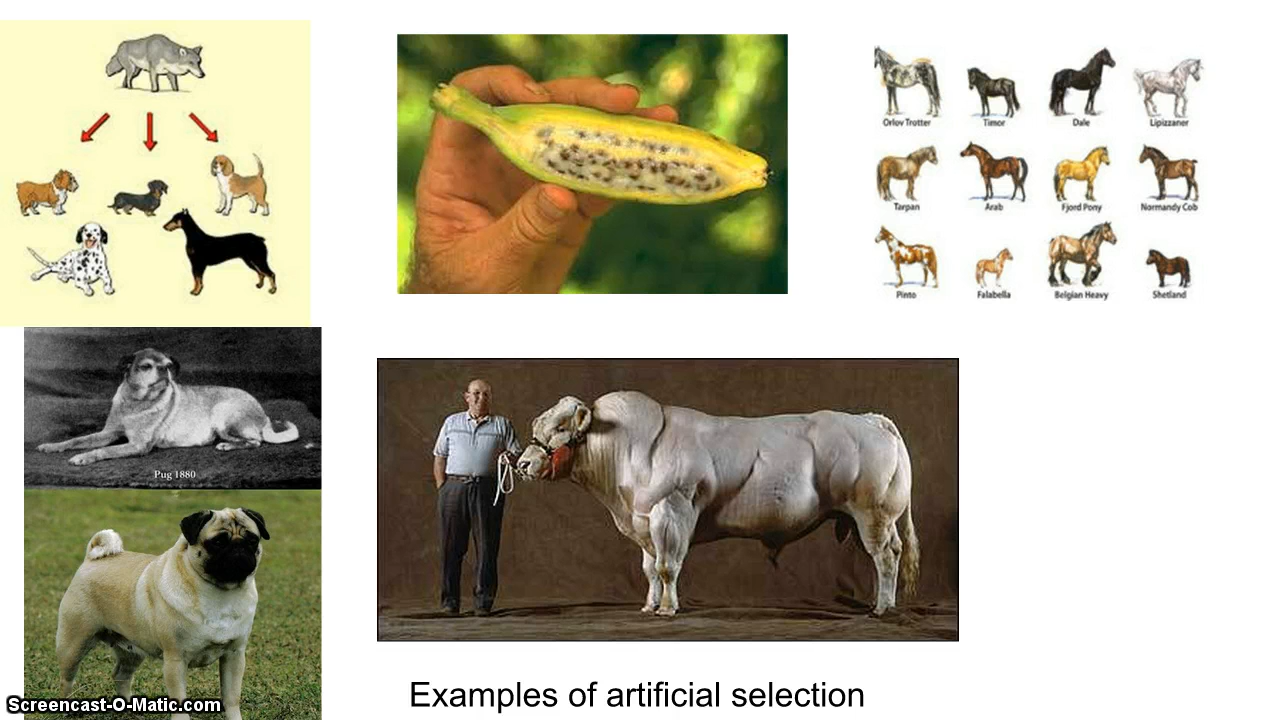 Orlov Trotter
Timor
Dale
Lipizzaner
Tarpan
Arab
Fjord Pony
Normandy Cob
Pinto
Falabella
Belgian Heavy
Shetland
Pug 1880
Examples of artificial selection
Screencast-O-Matic.com